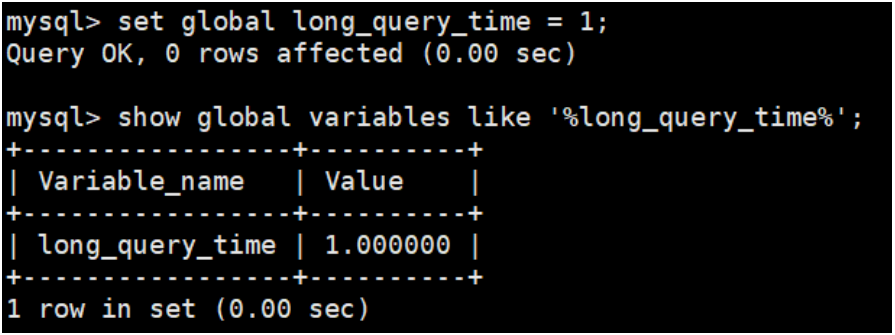 mysql> set global long_query_time = 1;
Query OK, 0 rows affected (0.00 sec)

mysql> show global variables like '%long_query_time%';
+-----------------+----------+
| Variable_name   | Value    |
+-----------------+----------+
| long_query_time | 1.000000 |
+-----------------+----------+
1 row in set (0.00 sec)